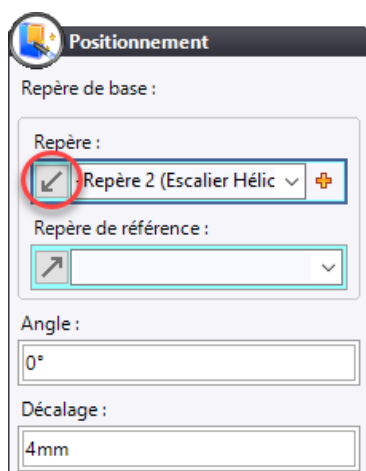 Positionnement
Repère de base :
Repère :
Repère 2 (Escalier Hélic
Repère de référence :
Angle :
0°
Décalage :
4mm